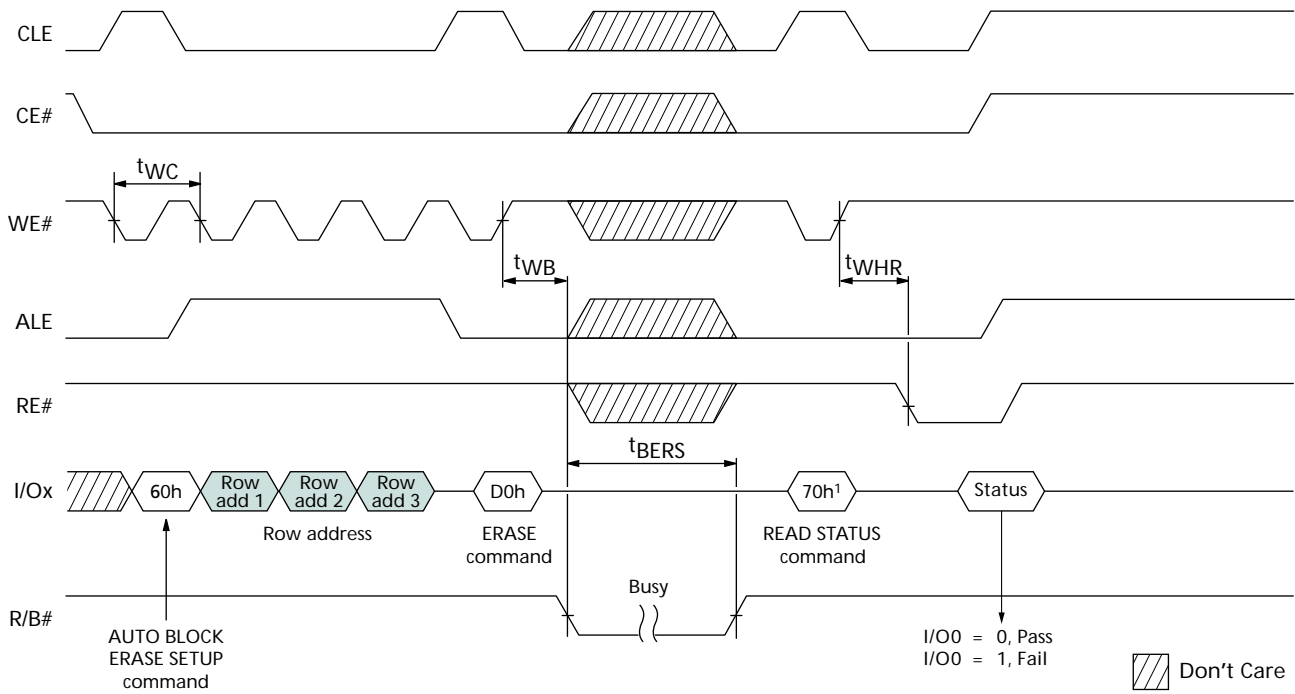 CLE
CE#
tWC
WE#
tWB
tWHR
ALE
RE#
tBERS
I/Ox
60h
Row add 1
Row add 2
Row add 3
D0h
70h1
Status
Row address
ERASE
command
READ STATUS
command
Busy
R/B#
AUTO BLOCK
ERASE SETUP
command
I/O0 = 0, Pass
I/O0 = 1, Fail
Don't Care